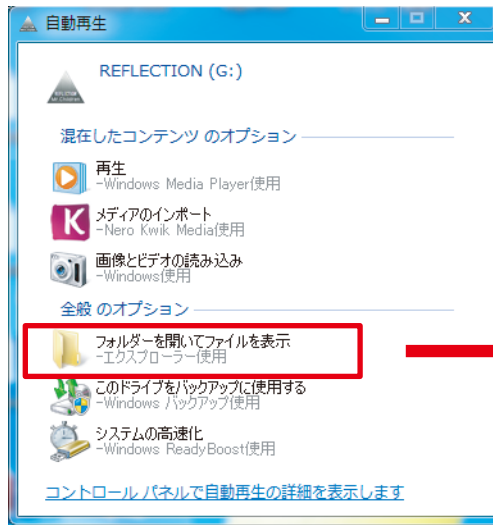 自動再生
REFLECTION (G:)
混在したコンテンツ のオプション
再生
-Windows Media Player使用
メディアのインポート
-Nero Kwik Media使用
画像とビデオの読み込み
-Windows使用
全般 のオプション
フォルダーを開いてファイルを表示
-エクスプローラー使用
このドライブをバックアップに使用する
-Windows バックアップ使用
システムの高速化
-Windows ReadyBoost使用
コントロール パネルで自動再生の詳細を表示します